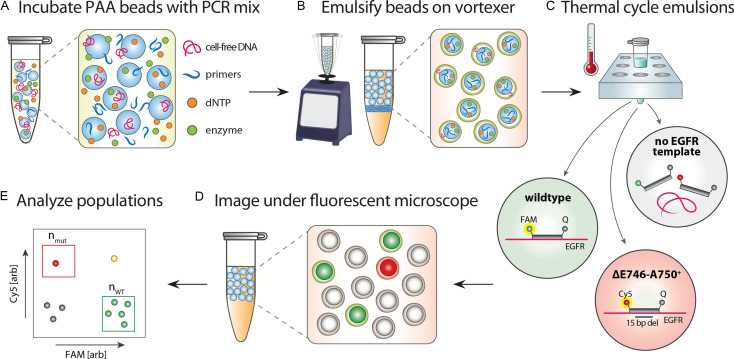 A Incubate PAA beads with PCR mix
cell-free DNA
primers
dNTP
enzyme
B Emulsify beads on vortexer
C Thermal cycle emulsions
no EGFR
template
wildtype
FAM Q
EGFR
ΔE746-A750⁺
Cy5 Q
15 bp del EGFR
D Image under fluorescent microscope
E Analyze populations
nmut
nWT
Cy5 [arb]
FAM [arb]